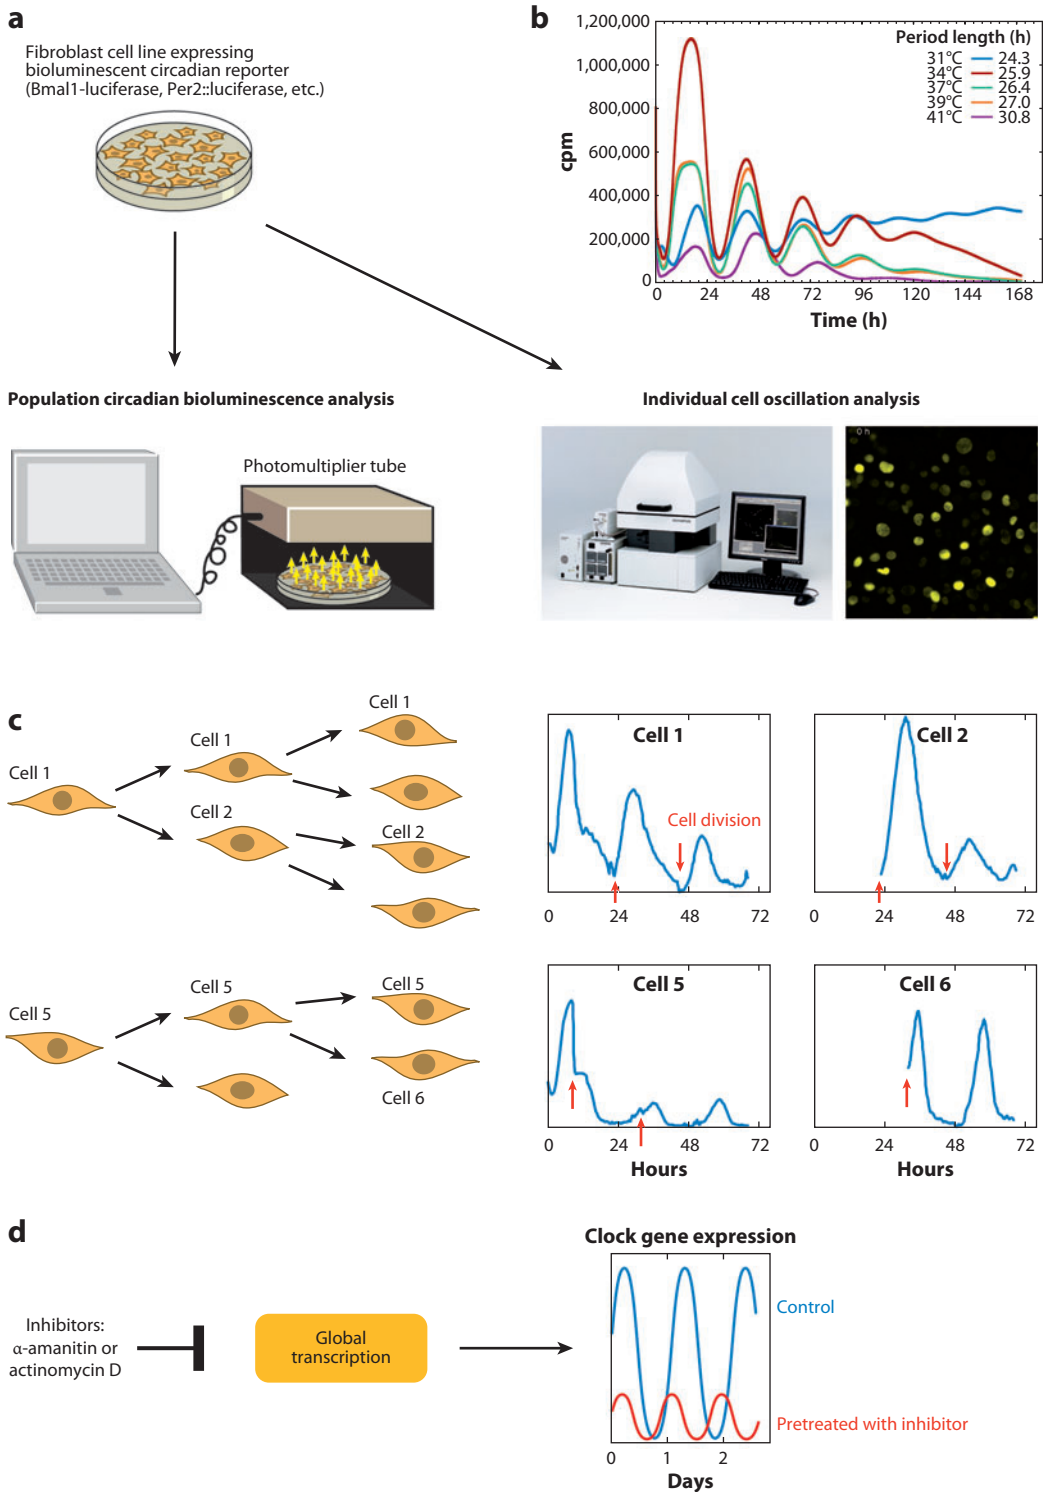 a
Fibroblast cell line expressing
bioluminescent circadian reporter
(Bmal1-luciferase, Per2::luciferase, etc.)
b
1,200,000
1,000,000
800,000
600,000
400,000
200,000
0
cpm
Period length (h)
31°C 24.3
34°C 25.9
37°C 26.4
39°C 27.0
41°C 30.8
0 24 48 72 96 120 144 168
Time (h)
Population circadian bioluminescence analysis
Photomultiplier tube
Individual cell oscillation analysis
0 h
c
Cell 1
Cell 1
Cell 2
Cell 1
Cell 2
Cell 5
Cell 5
Cell 5
Cell 6
Cell 1
Cell division
0 24 48 72
Cell 2
0 24 48 72
Cell 5
0 24 48 72
Hours
Cell 6
0 24 48 72
Hours
d
Inhibitors:
α-amanitin or
actinomycin D
Global
transcription
Clock gene expression
Control
Pretreated with inhibitor
0 1 2
Days